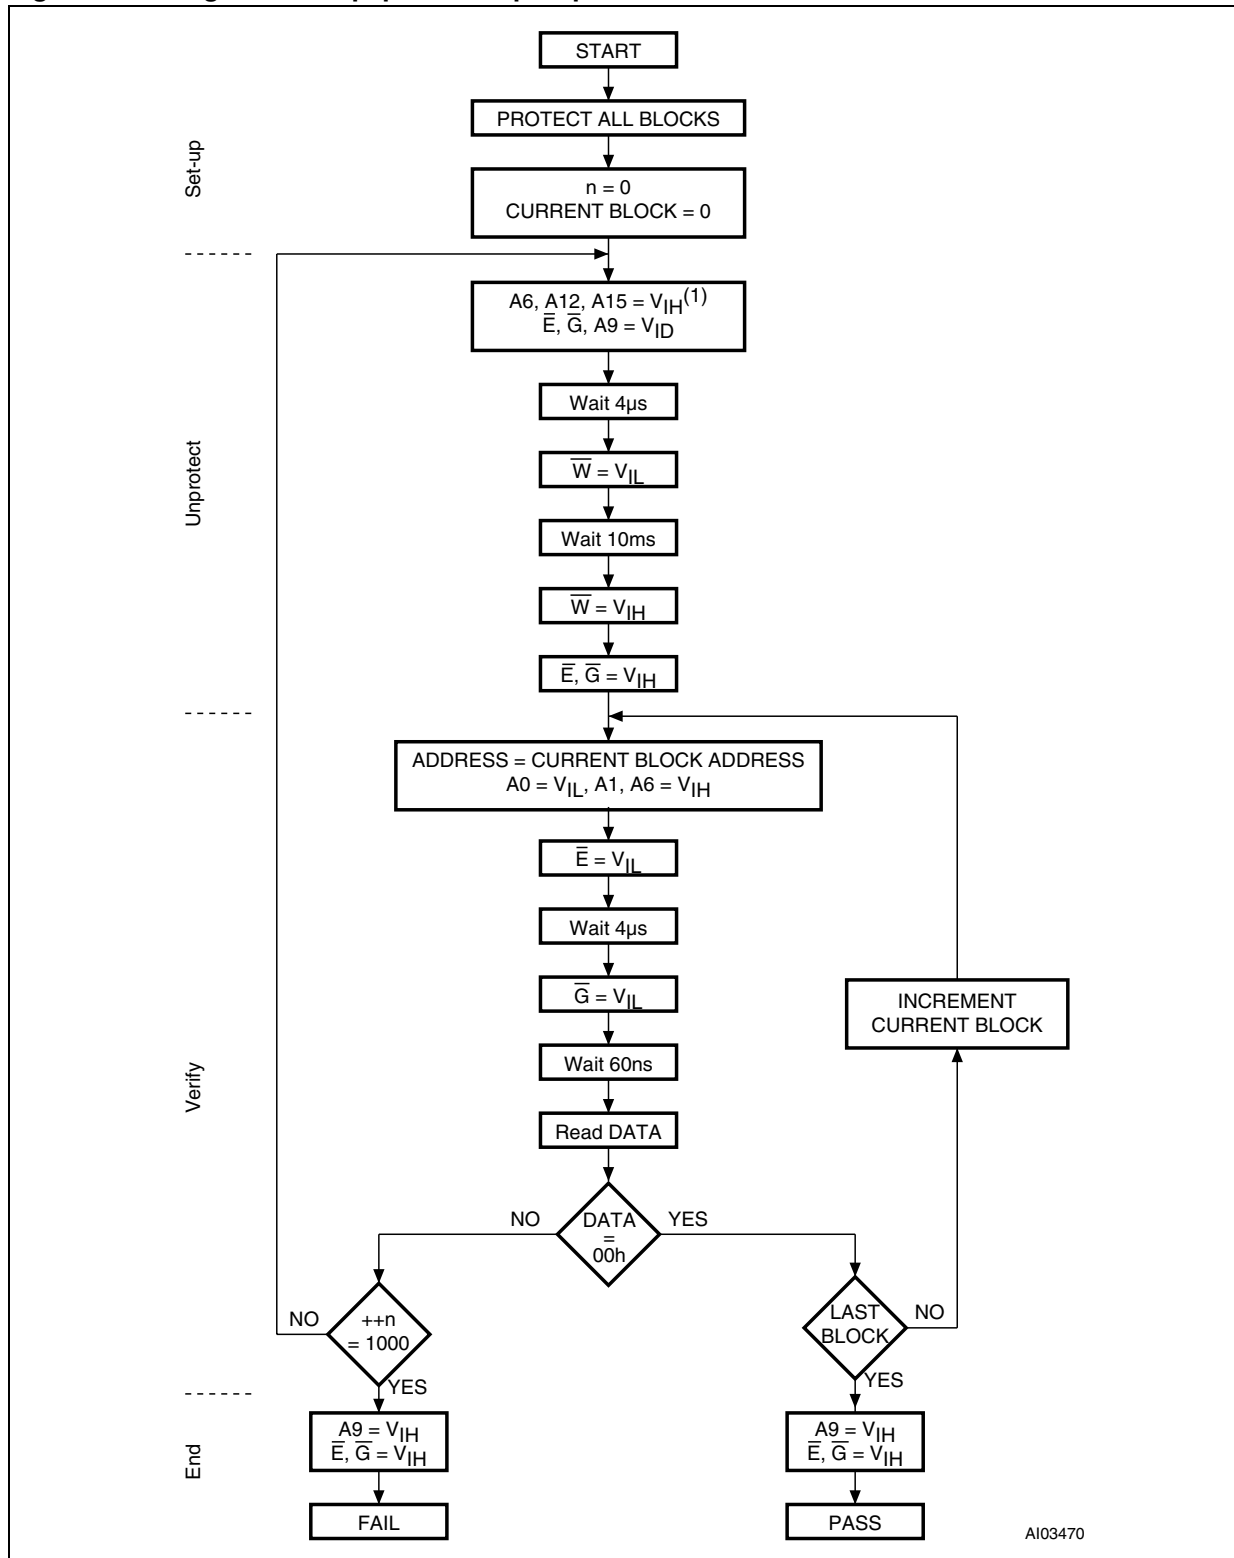 START
PROTECT ALL BLOCKS
Set-up
n = 0
CURRENT BLOCK = 0
Unprotect
A6, A12, A15 = VIH(1)
E̅, G̅, A9 = VID
Wait 4µs
W̅ = VIL
Wait 10ms
W̅ = VIH
E̅, G̅ = VIH
Verify
ADDRESS = CURRENT BLOCK ADDRESS
A0 = VIL, A1, A6 = VIH
E̅ = VIL
Wait 4µs
G̅ = VIL
INCREMENT
CURRENT BLOCK
Wait 60ns
Read DATA
NO
DATA
=
00h
YES
NO
++n
= 1000
YES
LAST
BLOCK
NO
YES
End
A9 = VIH
E̅, G̅ = VIH
A9 = VIH
E̅, G̅ = VIH
FAIL
PASS
AI03470